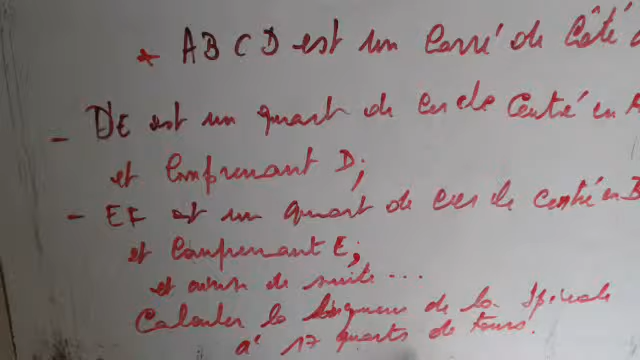 * ABCD est un Carré de Côté a
- DE est un quart de cercle Centré en A
et Comprenant D;
- EF est un quart de cercle centré en B
et Comprenant E;
et ainsi de suite...
Calculer la longueur de la Spirale
à 17 quarts de tours.